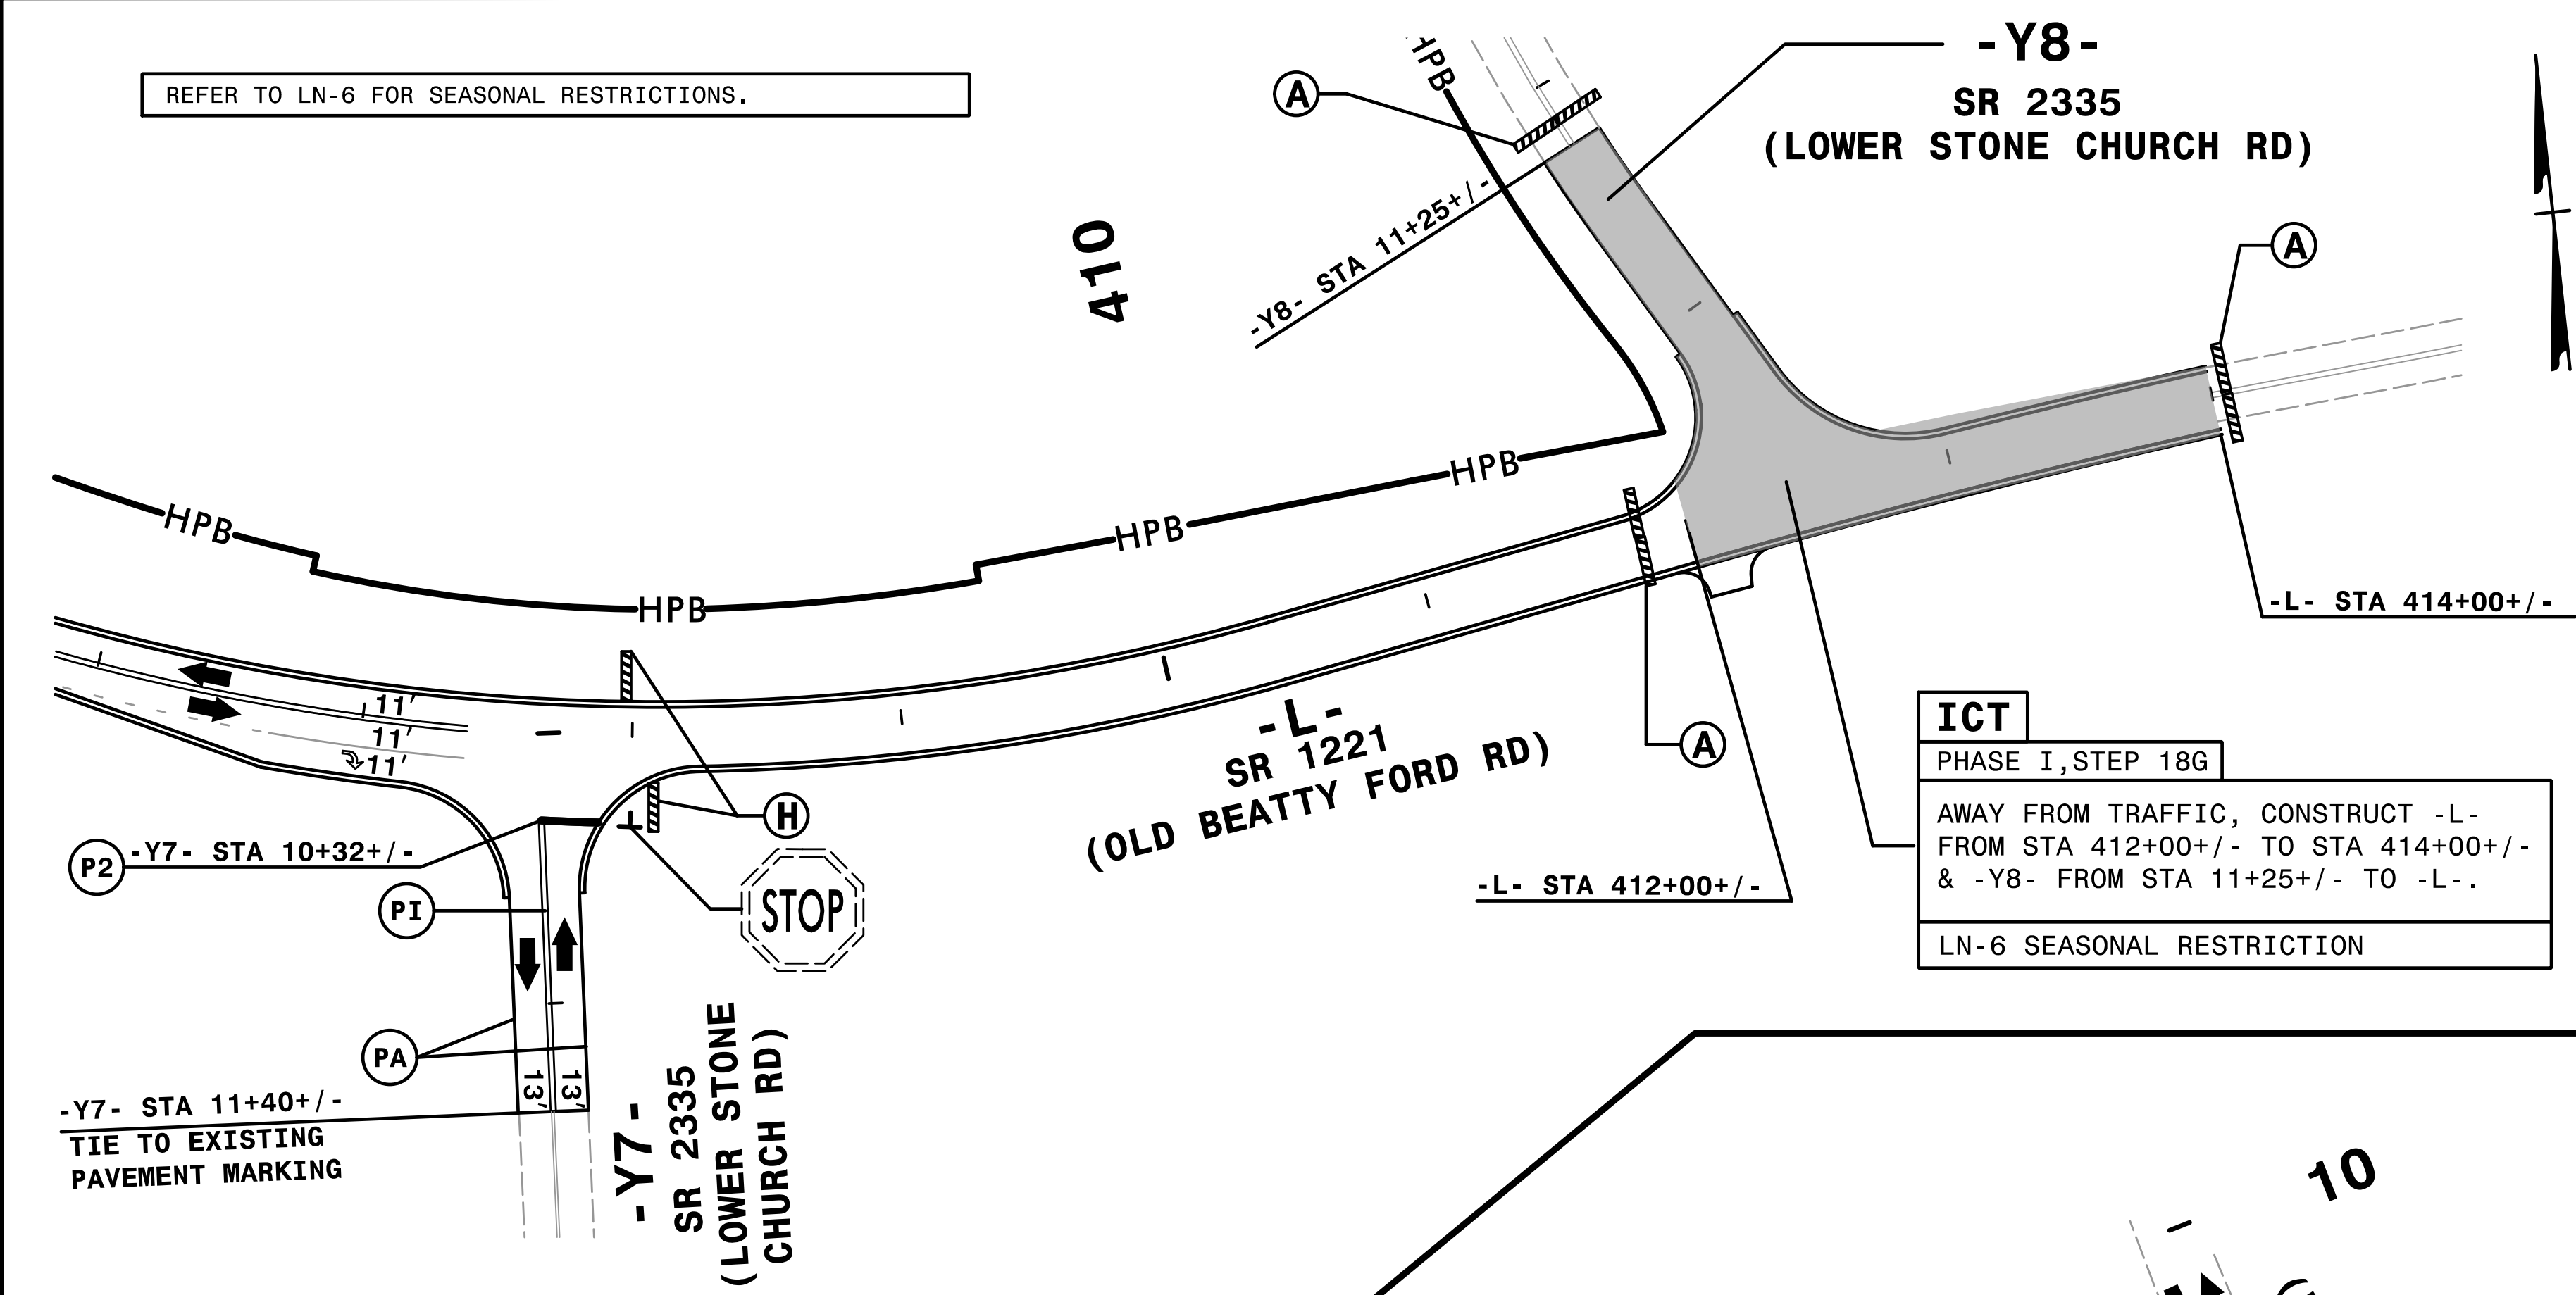 REFER TO LN-6 FOR SEASONAL RESTRICTIONS.
HPB
A
-Y8-
SR 2335
(LOWER STONE CHURCH RD)
-Y8- STA 11+25+/-
410
A
HPB
HPB
HPB
HPB
-L- STA 414+00+/-
11'
11'
11'
H
A
-L-
SR 1221
(OLD BEATTY FORD RD)
ICT
PHASE I,STEP 18G
AWAY FROM TRAFFIC, CONSTRUCT -L-
FROM STA 412+00+/- TO STA 414+00+/-
& -Y8- FROM STA 11+25+/- TO -L-.
LN-6 SEASONAL RESTRICTION
-L- STA 412+00+/-
P2
-Y7- STA 10+32+/-
PI
STOP
PA
13'
13'
-Y7- STA 11+40+/-
TIE TO EXISTING
PAVEMENT MARKING
-Y7-
SR 2335
(LOWER STONE
CHURCH RD)
10